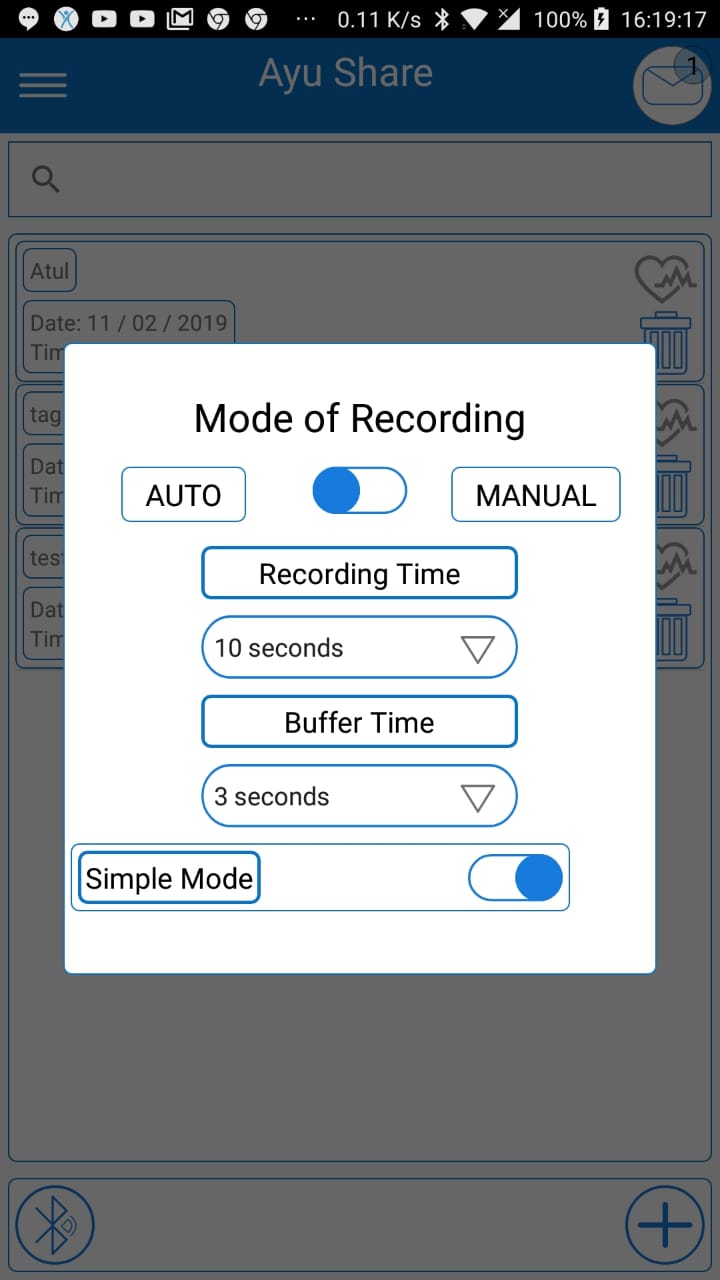 0.11 K/s 100% 16:19:17
Ayu Share
1
Atul
Date: 11 / 02 / 2019
Tim
tag
Dat
Tim
tes
Dat
Tim
Mode of Recording
AUTO MANUAL
Recording Time
10 seconds
Buffer Time
3 seconds
Simple Mode